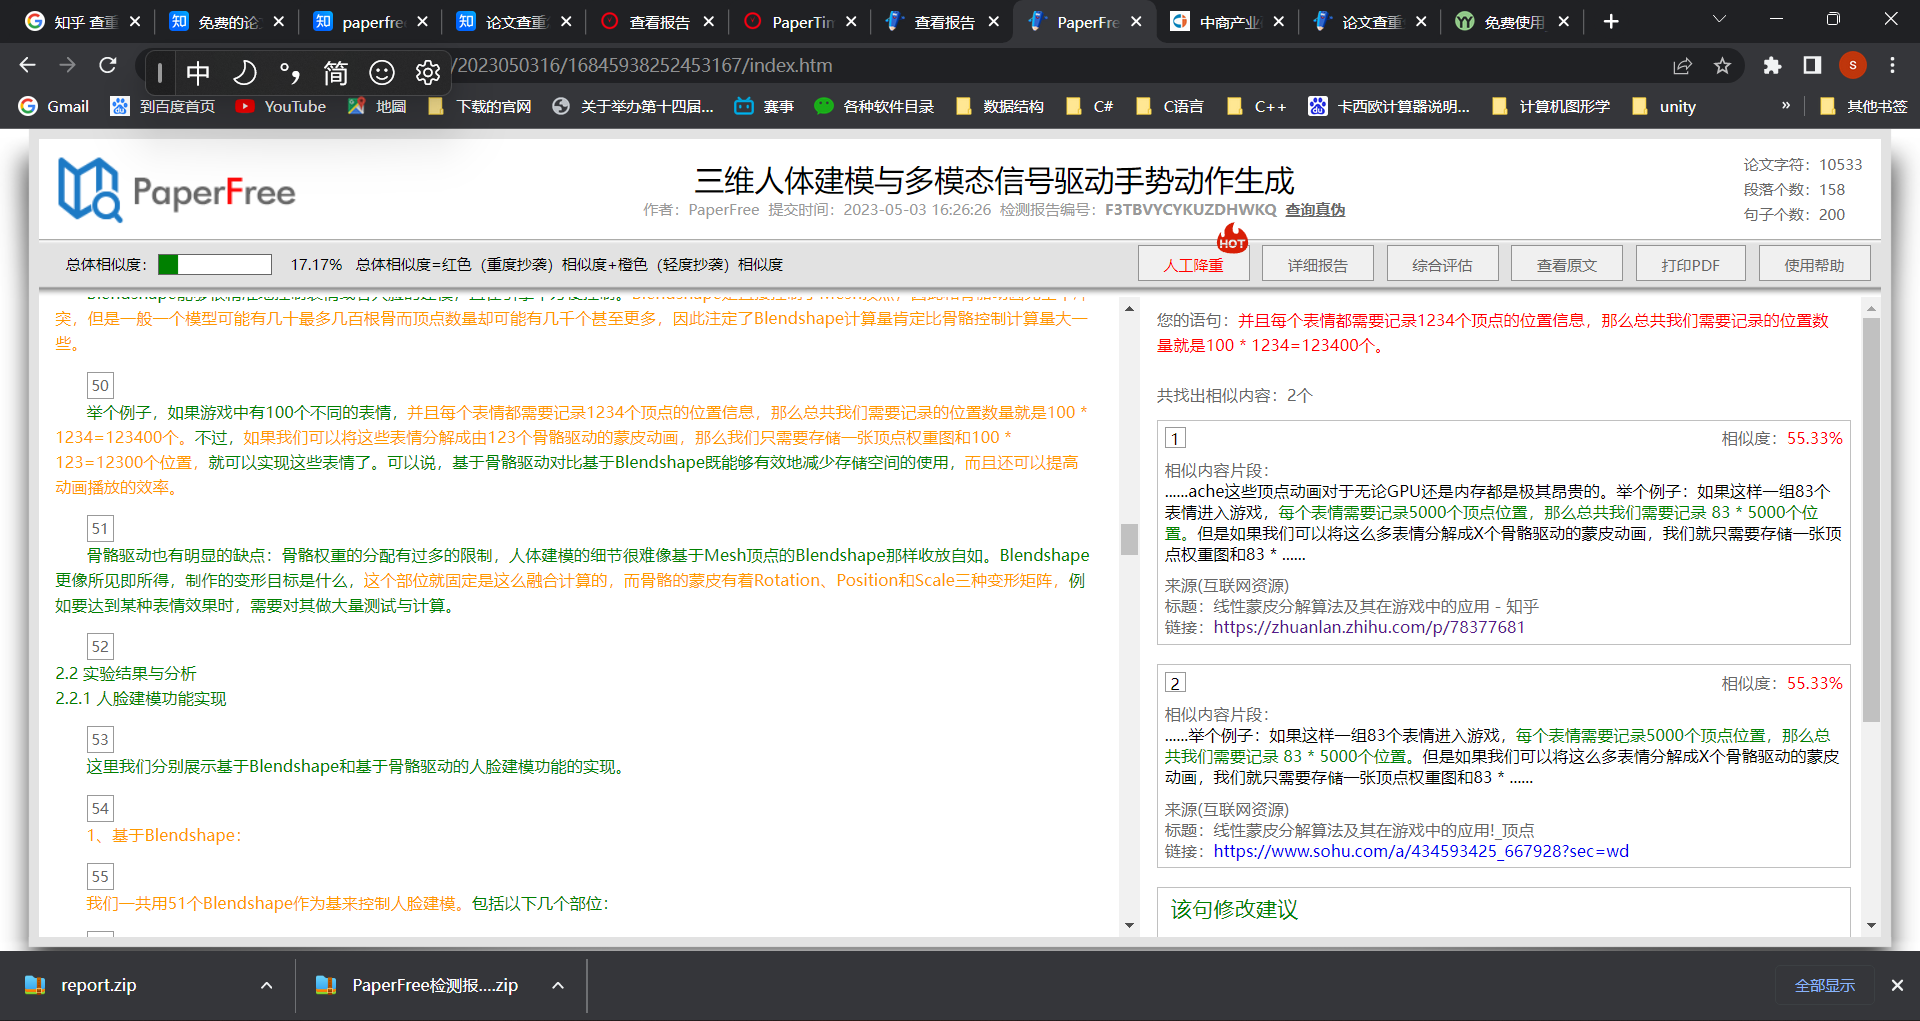 知乎 查重
免费的论
paperfre
论文查重
查看报告
PaperTim
查看报告
PaperFre
中商产业
论文查重
免费使用
中 简
/2023050316/16845938252453167/index.htm
s
Gmail
到百度首页
YouTube
地图
下载的官网
关于举办第十四届...
赛事
各种软件目录
数据结构
C#
C语言
C++
卡西欧计算器说明...
计算机图形学
unity
»
其他书签
PaperFree
三维人体建模与多模态信号驱动手势动作生成
作者：PaperFree 提交时间：2023-05-03 16:26:26 检测报告编号：F3TBVYCYKUZDHWKQ 查询真伪
论文字符：10533
段落个数：158
句子个数：200
总体相似度：
17.17% 总体相似度=红色（重度抄袭）相似度+橙色（轻度抄袭）相似度
HOT
人工降重
详细报告
综合评估
查看原文
打印PDF
使用帮助
突，但是一般一个模型可能有几十最多几百根骨而顶点数量却可能有几千个甚至更多，因此注定了Blendshape计算量肯定比骨骼控制计算量大一
些。
50
举个例子，如果游戏中有100个不同的表情，并且每个表情都需要记录1234个顶点的位置信息，那么总共我们需要记录的位置数量就是100 *
1234=123400个。不过，如果我们可以将这些表情分解成由123个骨骼驱动的蒙皮动画，那么我们只需要存储一张顶点权重图和100 *
123=12300个位置，就可以实现这些表情了。可以说，基于骨骼驱动对比基于Blendshape既能够有效地减少存储空间的使用，而且还可以提高
动画播放的效率。
51
骨骼驱动也有明显的缺点：骨骼权重的分配有过多的限制，人体建模的细节很难像基于Mesh顶点的Blendshape那样收放自如。Blendshape
更像所见即所得，制作的变形目标是什么，这个部位就固定是这么融合计算的，而骨骼的蒙皮有着Rotation、Position和Scale三种变形矩阵，例
如要达到某种表情效果时，需要对其做大量测试与计算。
52
2.2 实验结果与分析
2.2.1 人脸建模功能实现
53
这里我们分别展示基于Blendshape和基于骨骼驱动的人脸建模功能的实现。
54
1、基于Blendshape：
55
我们一共用51个Blendshape作为基来控制人脸建模。包括以下几个部位：
您的语句：并且每个表情都需要记录1234个顶点的位置信息，那么总共我们需要记录的位置数
量就是100 * 1234=123400个。
共找出相似内容：2个
1
相似度：55.33%
相似内容片段：
......ache这些顶点动画对于无论GPU还是内存都是极其昂贵的。举个例子：如果这样一组83个
表情进入游戏，每个表情需要记录5000个顶点位置，那么总共我们需要记录 83 * 5000个位
置。但是如果我们可以将这么多表情分解成X个骨骼驱动的蒙皮动画，我们就只需要存储一张顶
点权重图和83 * ......
来源(互联网资源)
标题：线性蒙皮分解算法及其在游戏中的应用 - 知乎
链接：https://zhuanlan.zhihu.com/p/78377681
2
相似度：55.33%
相似内容片段：
......举个例子：如果这样一组83个表情进入游戏，每个表情需要记录5000个顶点位置，那么总
共我们需要记录 83 * 5000个位置。但是如果我们可以将这么多表情分解成X个骨骼驱动的蒙皮
动画，我们就只需要存储一张顶点权重图和83 * ......
来源(互联网资源)
标题：线性蒙皮分解算法及其在游戏中的应用!_顶点
链接：https://www.sohu.com/a/434593425_667928?sec=wd
该句修改建议
report.zip
PaperFree检测报....zip
全部显示